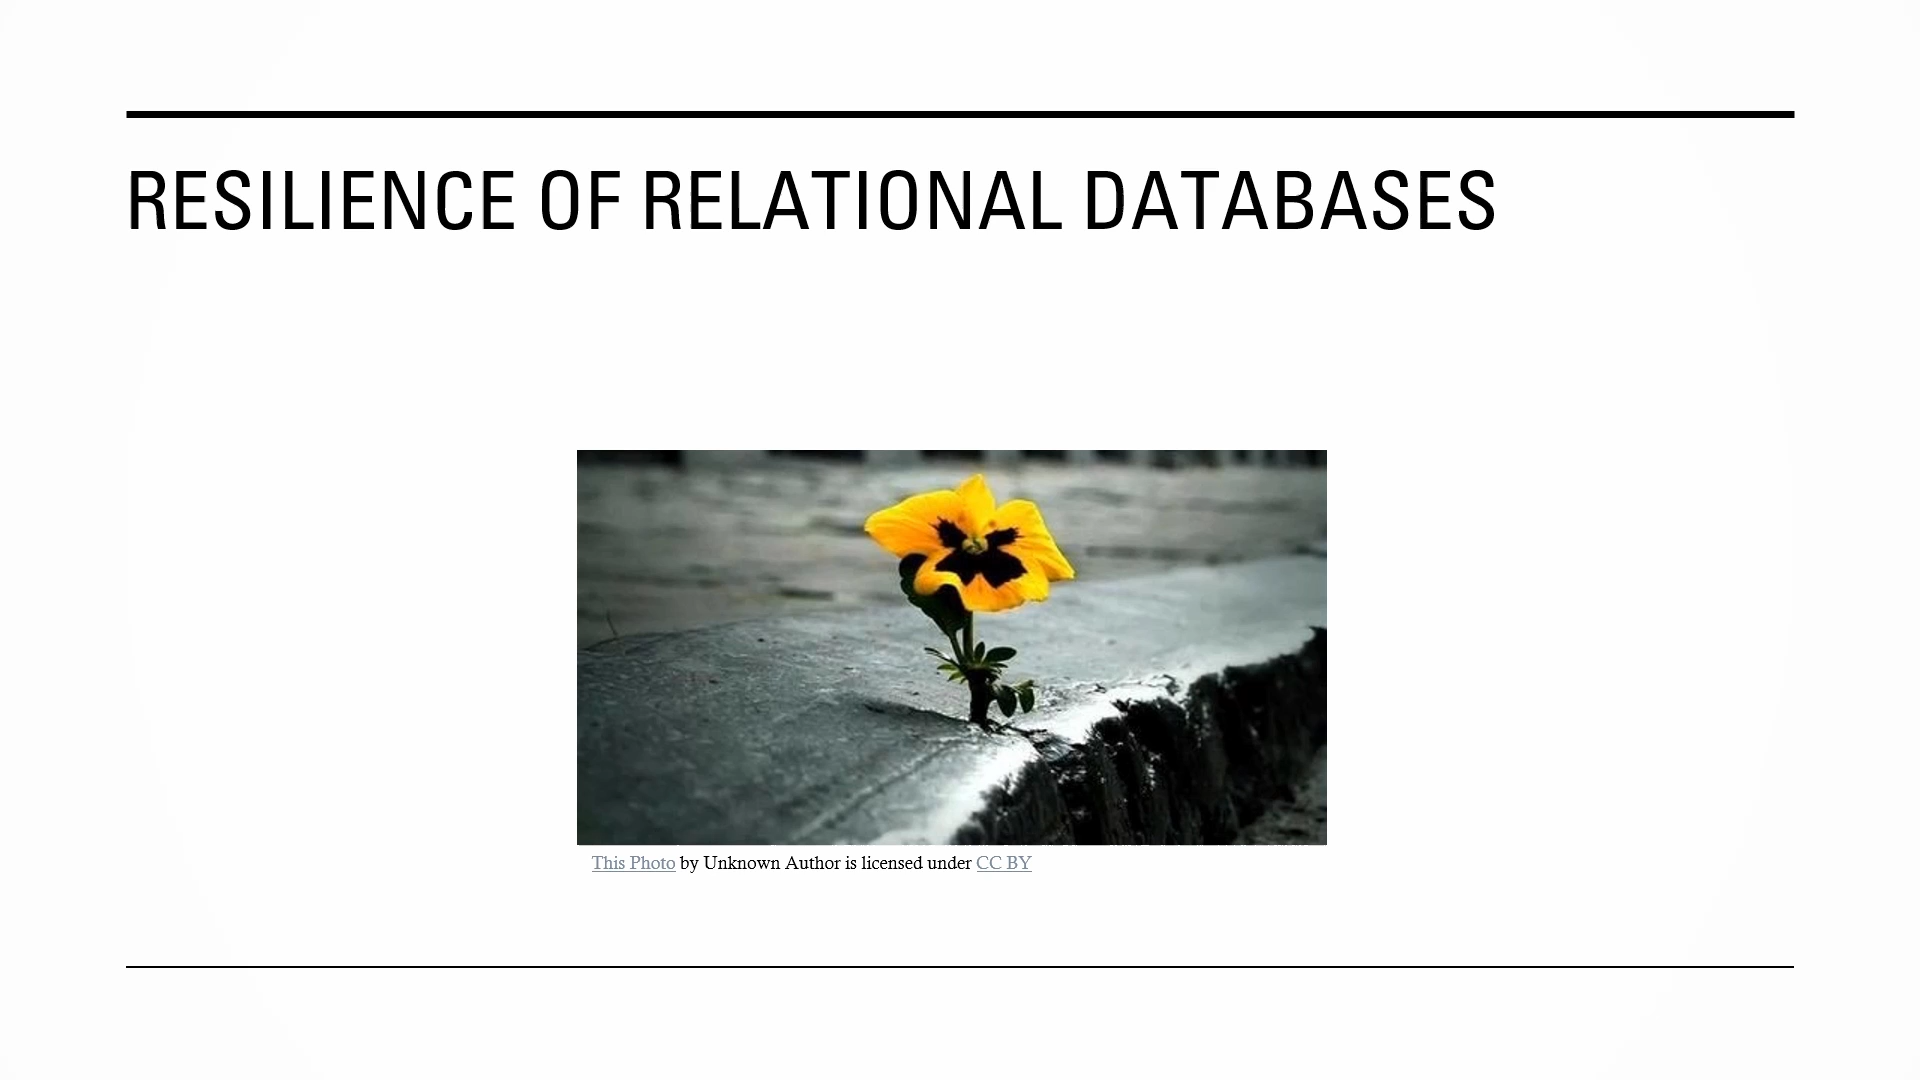 RESILIENCE OF RELATIONAL DATABASES
This Photo by Unknown Author is licensed under CC BY